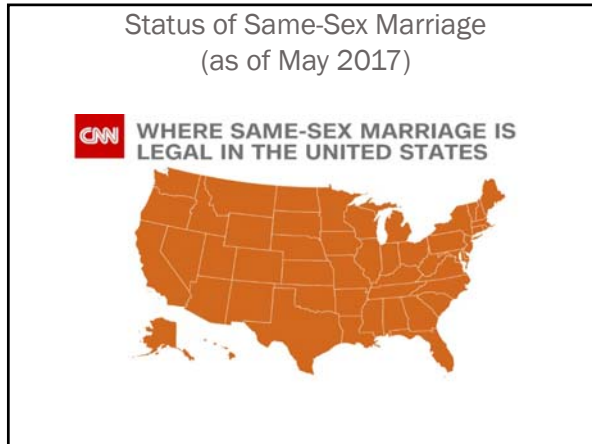 Status of Same-Sex Marriage
(as of May 2017)
CNN WHERE SAME-SEX MARRIAGE IS
LEGAL IN THE UNITED STATES